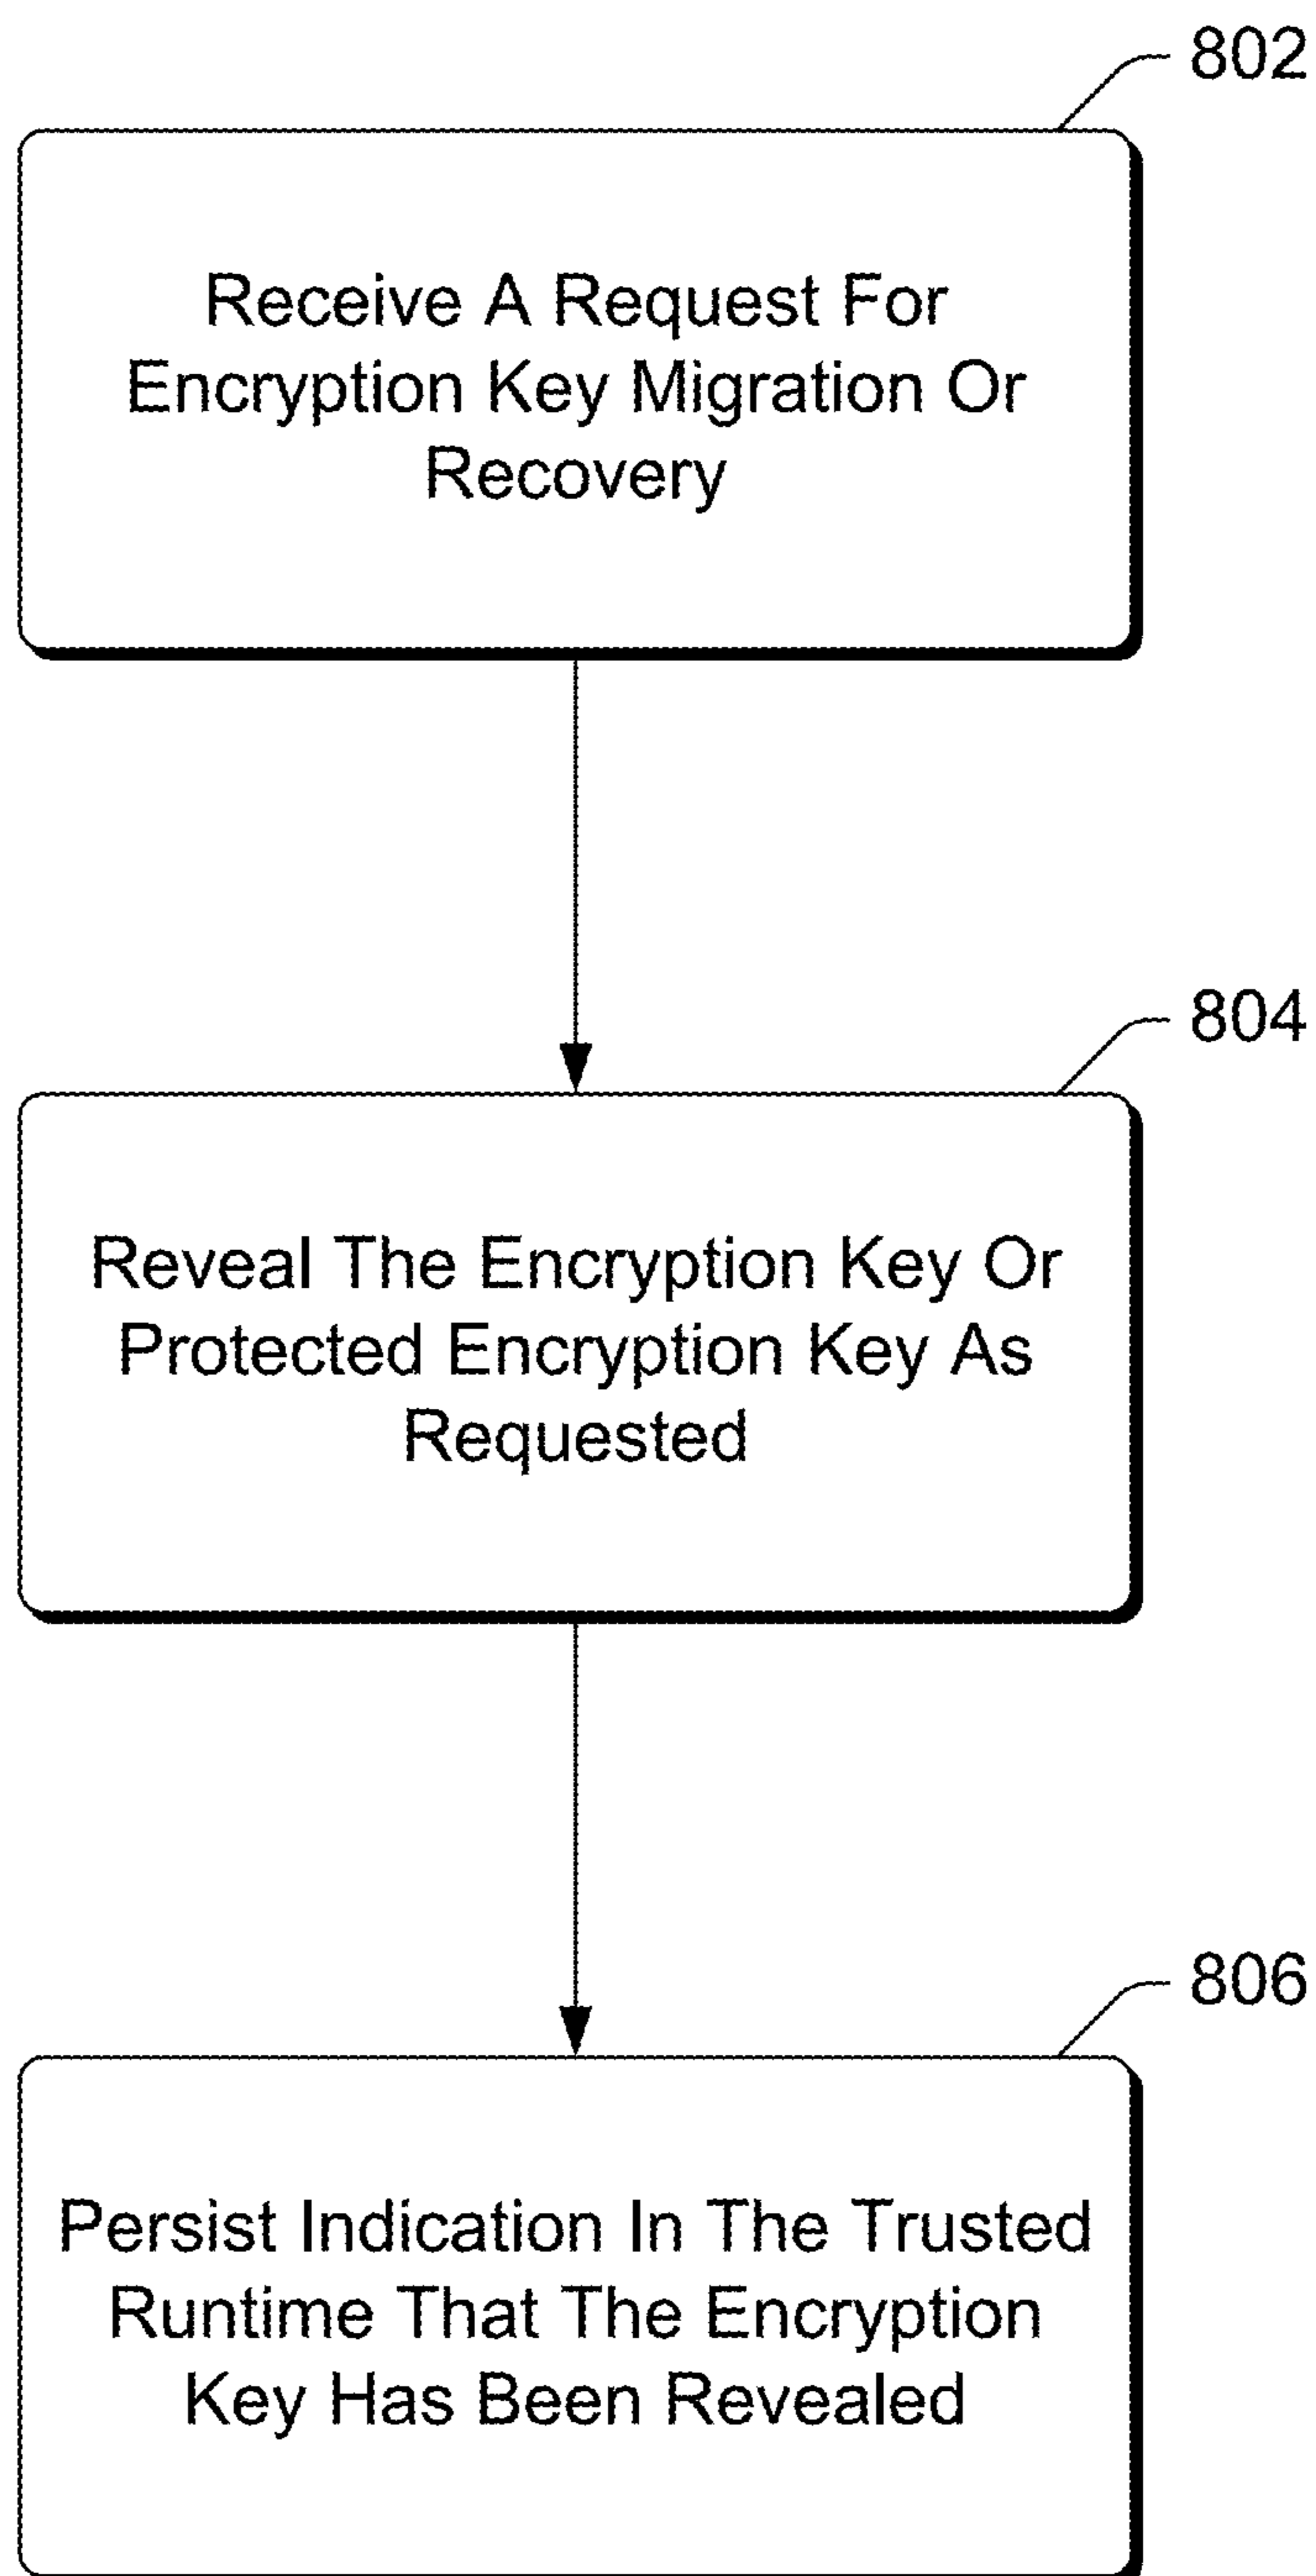 802
Receive A Request For
Encryption Key Migration Or
Recovery
804
Reveal The Encryption Key Or
Protected Encryption Key As
Requested
806
Persist Indication In The Trusted
Runtime That The Encryption
Key Has Been Revealed